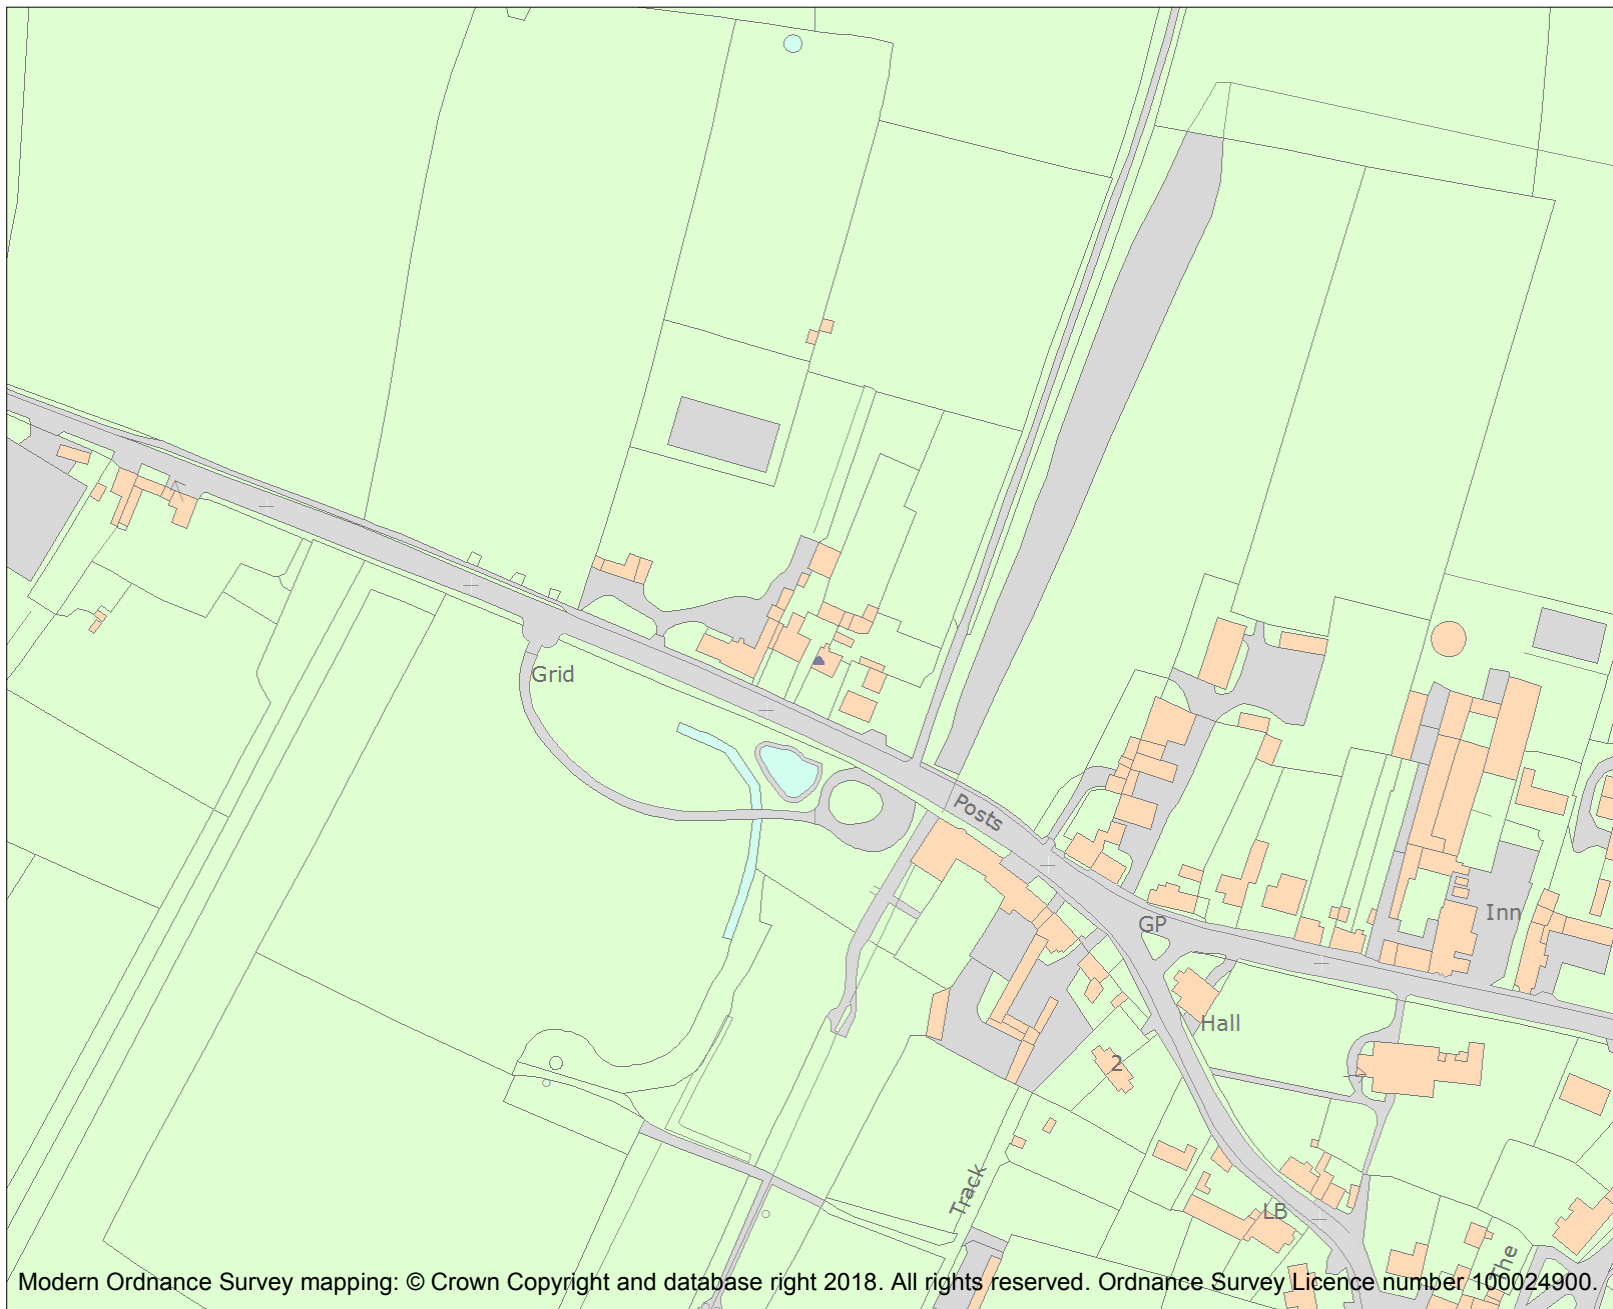 Grid
Posts
GP
Inn
Hall
2
Track
LB
The
Modern Ordnance Survey mapping: © Crown Copyright and database right 2018. All rights reserved. Ordnance Survey Licence number 100024900.